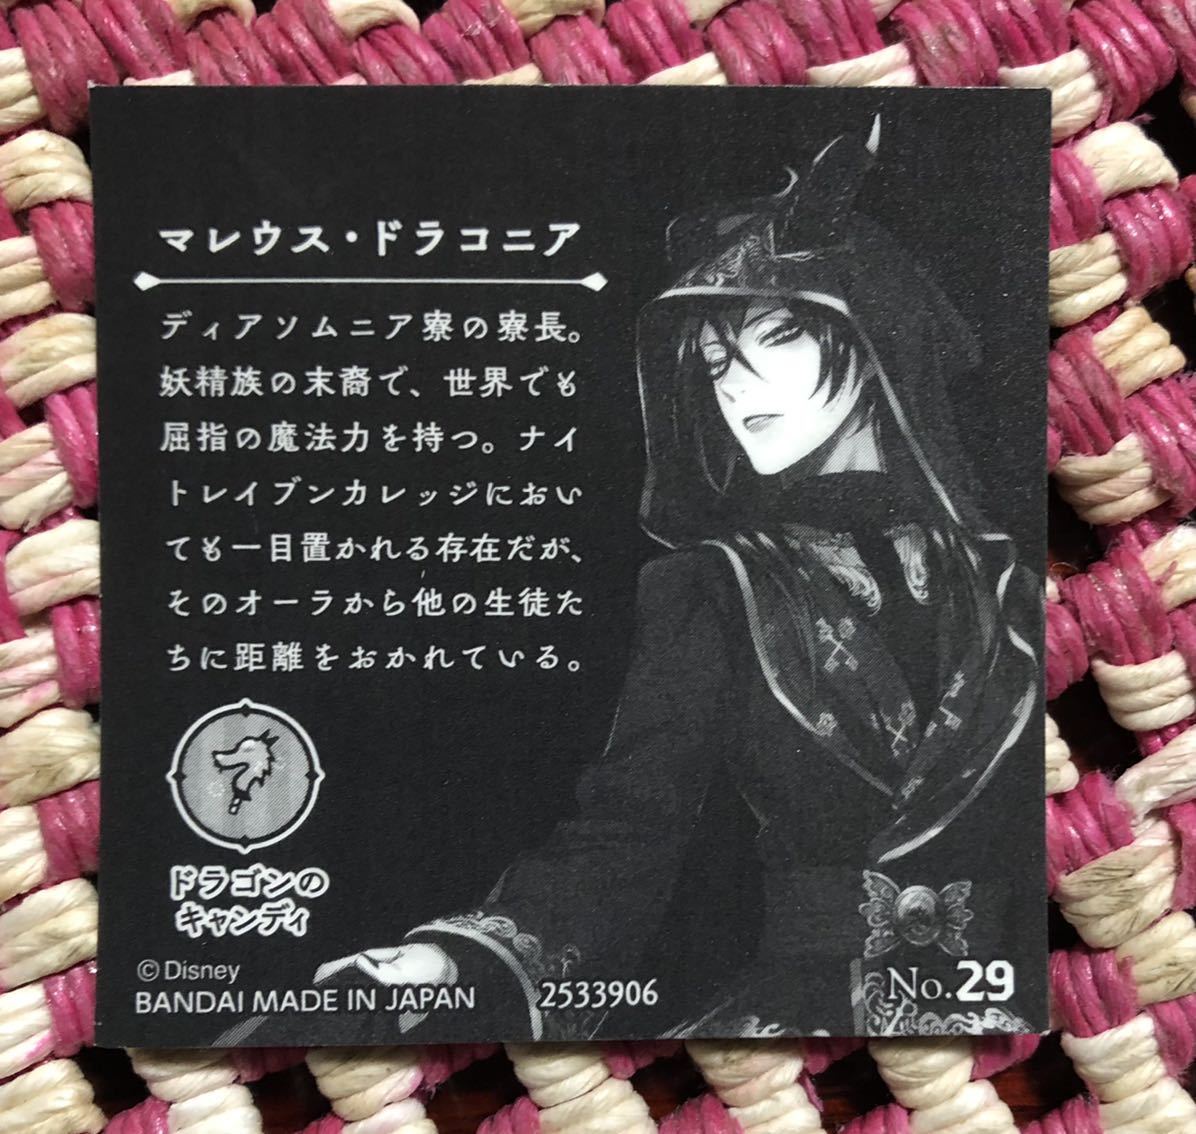 マレウス・ドラコニア
ディアソムニア寮の寮長。
妖精族の末裔で、世界でも
屈指の魔法力を持つ。ナイ
トレイブンカレッジにおい
ても一目置かれる存在だが、
そのオーラから他の生徒た
ちに距離をおかれている。
ドラゴンの
キャンディ
©Disney
BANDAI MADE IN JAPAN 2533906
No.29